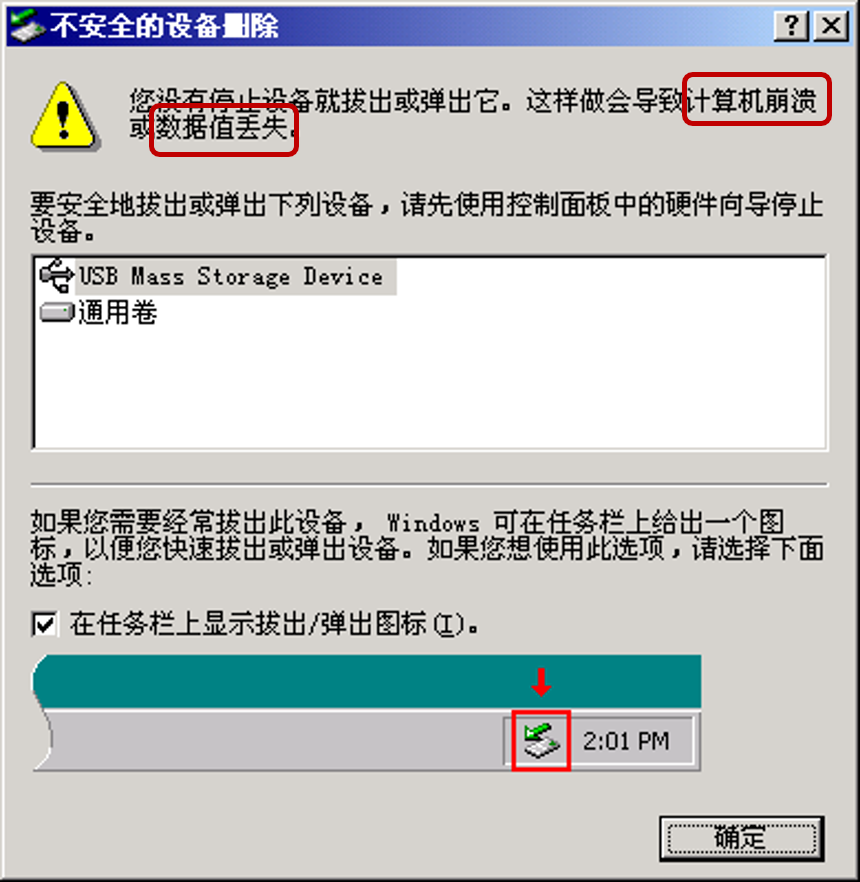 不安全的设备删除
您没有停止设备就拔出或弹出它。这样做会导致计算机崩溃
或数据值丢失。
要安全地拔出或弹出下列设备，请先使用控制面板中的硬件向导停止
设备。
USB Mass Storage Device
通用卷
如果您需要经常拔出此设备， Windows 可在任务栏上给出一个图
标，以便您快速拔出或弹出设备。如果您想使用此选项，请选择下面
选项:
在任务栏上显示拔出/弹出图标(I)。
2:01 PM
确定